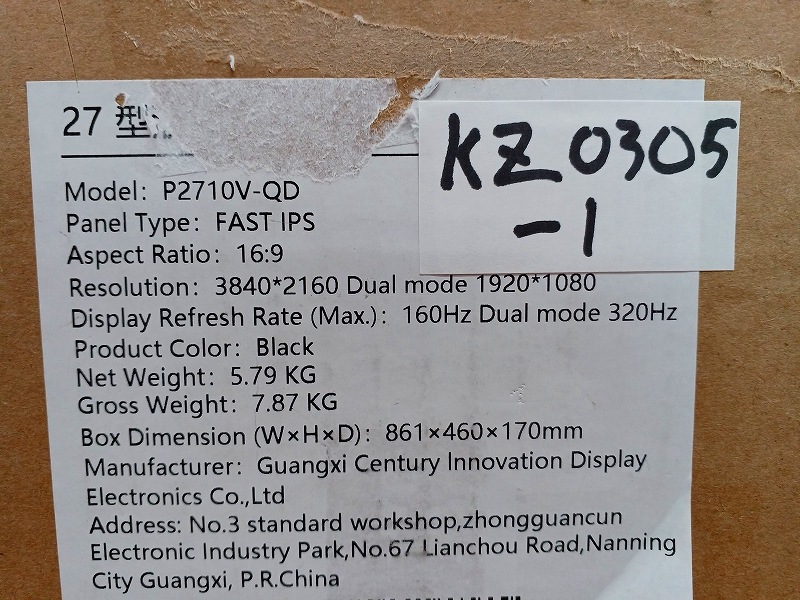 27 型
KZ0305
-1
Model: P2710V-QD
Panel Type: FAST IPS
Aspect Ratio: 16:9
Resolution: 3840*2160 Dual mode 1920*1080
Display Refresh Rate (Max.): 160Hz Dual mode 320Hz
Product Color: Black
Net Weight: 5.79 KG
Gross Weight: 7.87 KG
Box Dimension (W×H×D): 861×460×170mm
Manufacturer: Guangxi Century Innovation Display
Electronics Co.,Ltd
Address: No.3 standard workshop,zhongguancun
Electronic Industry Park,No.67 Lianchou Road,Nanning
City Guangxi, P.R.China